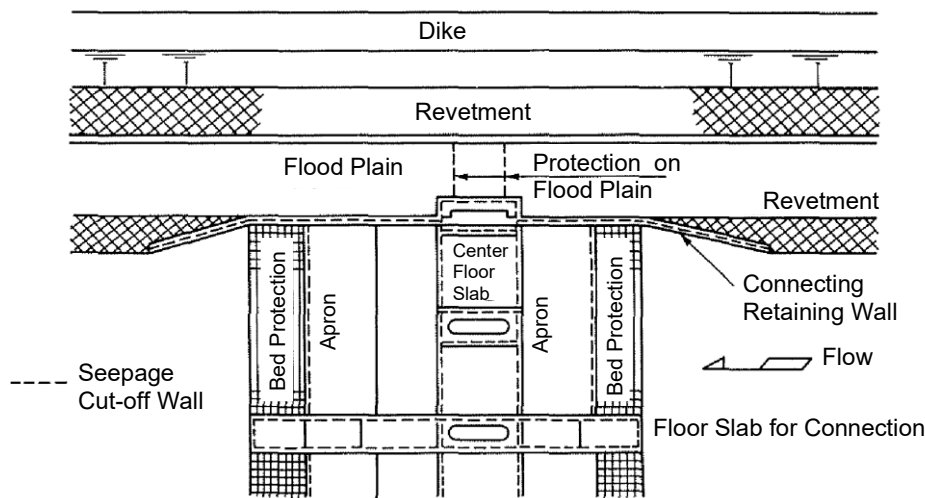 Dike
Revetment
Flood Plain
Protection on
Flood Plain
Revetment
Center
Floor
Slab
Bed Protection
Apron
Apron
Bed Protection
Connecting
Retaining Wall
Flow
Seepage
Cut-off Wall
Floor Slab for Connection